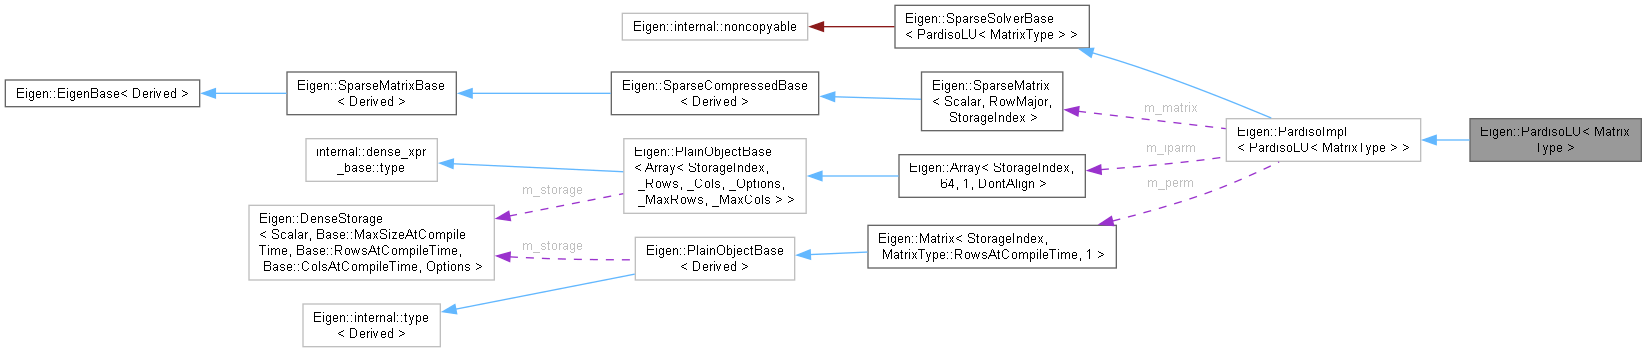 Eigen::internal::noncopyable
Eigen::SparseSolverBase
< PardisoLU< MatrixType > >
Eigen::EigenBase< Derived >
Eigen::SparseMatrixBase
< Derived >
Eigen::SparseCompressedBase
< Derived >
Eigen::SparseMatrix
< Scalar, RowMajor,
StorageIndex >
m_matrix
Eigen::PardisoImpl
< PardisoLU< MatrixType > >
Eigen::PardisoLU< Matrix
Type >
internal::dense_xpr
_base::type
Eigen::PlainObjectBase
< Array< StorageIndex,
_Rows, _Cols, _Options,
_MaxRows, _MaxCols > >
Eigen::Array< StorageIndex,
64, 1, DontAlign >
m_iparm
m_perm
m_storage
Eigen::DenseStorage
< Scalar, Base::MaxSizeAtCompile
Time, Base::RowsAtCompileTime,
Base::ColsAtCompileTime, Options >
m_storage
Eigen::PlainObjectBase
< Derived >
Eigen::Matrix< StorageIndex,
MatrixType::RowsAtCompileTime, 1 >
Eigen::internal::type
< Derived >